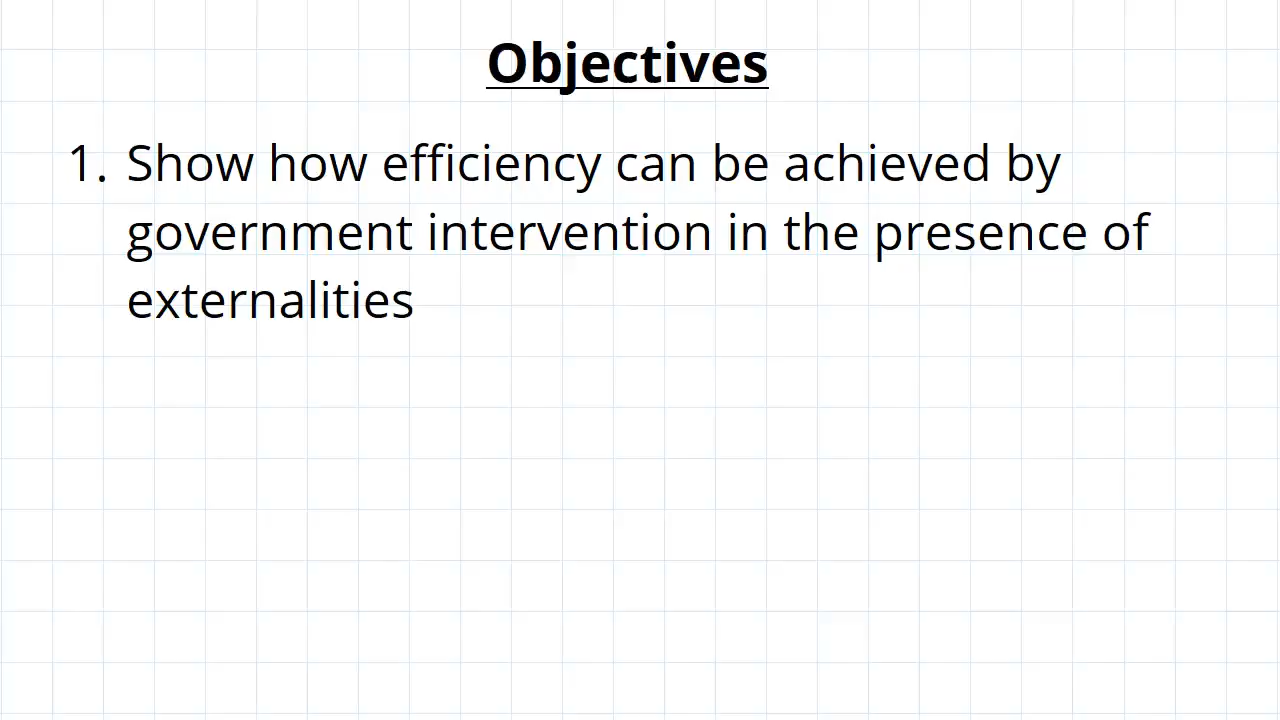 Objectives
1. Show how efficiency can be achieved by
government intervention in the presence of
externalities